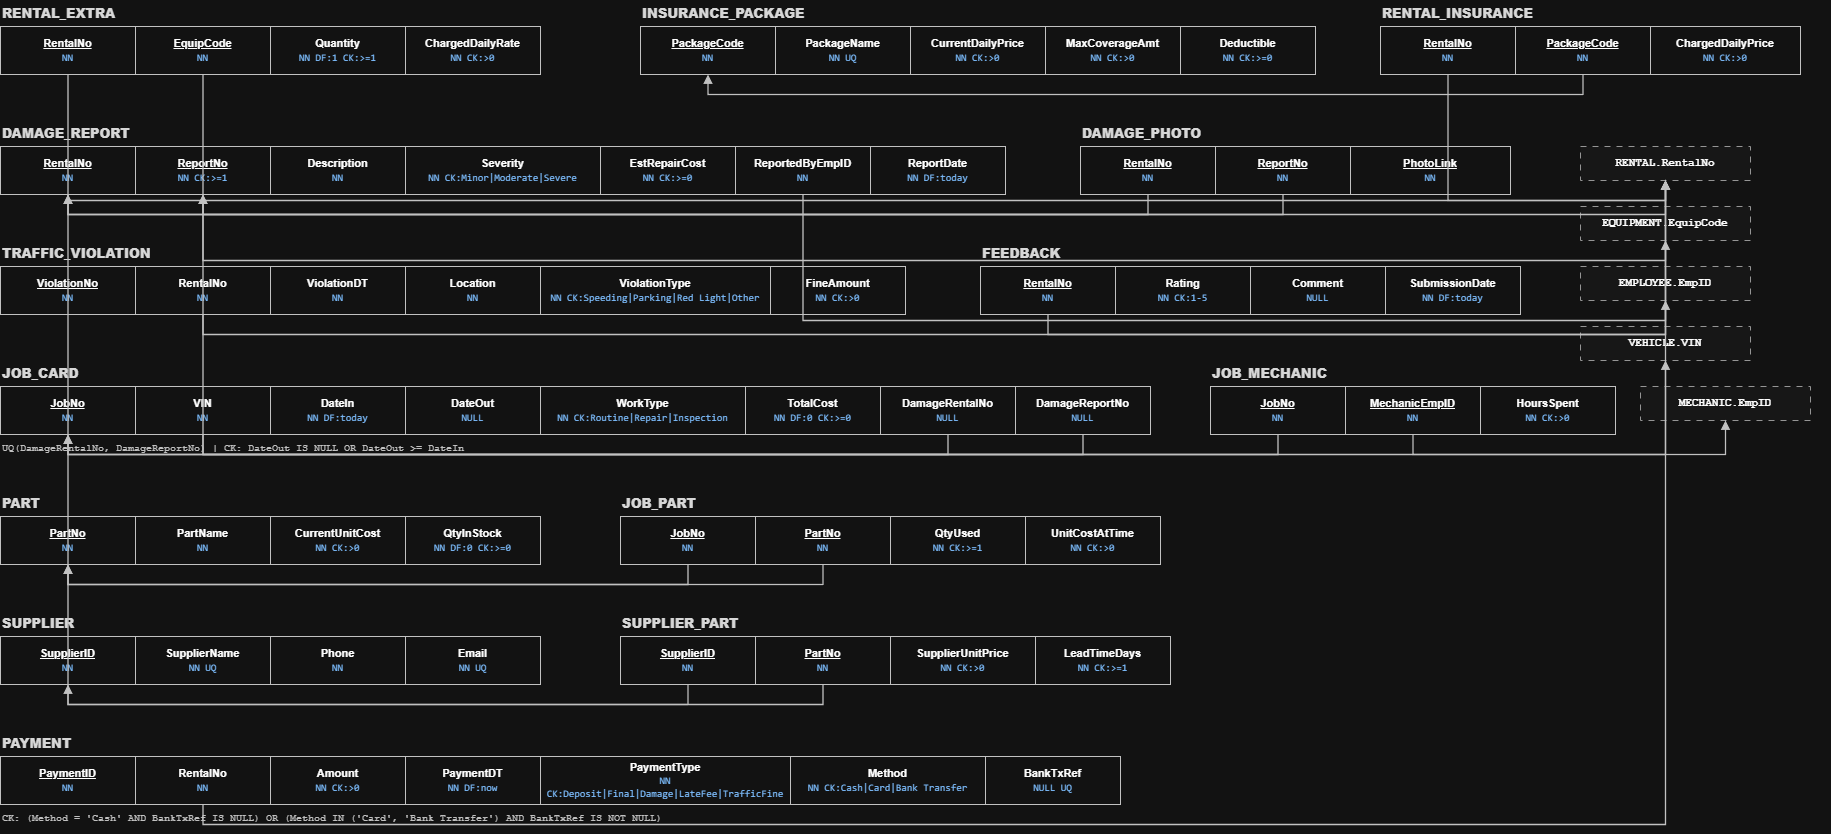 RENTAL_EXTRA
RentalNo EquipCode Quantity ChargedDailyRate
NN NN NN DF:1 CK:>=1 NN CK:>0
INSURANCE_PACKAGE
PackageCode PackageName CurrentDailyPrice MaxCoverageAmt Deductible
NN NN UQ NN CK:>0 NN CK:>0 NN CK:>=0
RENTAL_INSURANCE
RentalNo PackageCode ChargedDailyPrice
NN NN NN CK:>0
DAMAGE_REPORT
RentalNo ReportNo Description Severity EstRepairCost ReportedByEmpID ReportDate
NN NN CK:>=1 NN NN CK:Minor|Moderate|Severe NN CK:>=0 NN NN DF:today
DAMAGE_PHOTO
RentalNo ReportNo PhotoLink
NN NN NN
RENTAL.RentalNo
EQUIPMENT.EquipCode
TRAFFIC_VIOLATION
ViolationNo RentalNo ViolationDT Location ViolationType FineAmount
NN NN NN NN NN CK:Speeding|Parking|Red Light|Other NN CK:>0
FEEDBACK
RentalNo Rating Comment SubmissionDate
NN NN CK:1-5 NULL NN DF:today
EMPLOYEE.EmpID
VEHICLE.VIN
JOB_CARD
JobNo VIN DateIn DateOut WorkType TotalCost DamageRentalNo DamageReportNo
NN NN NN DF:today NULL NN CK:Routine|Repair|Inspection NN DF:0 CK:>=0 NULL NULL
UQ(DamageRentalNo, DamageReportNo) | CK: DateOut IS NULL OR DateOut >= DateIn
JOB_MECHANIC
JobNo MechanicEmpID HoursSpent
NN NN NN CK:>0
MECHANIC.EmpID
PART
PartNo PartName CurrentUnitCost QtyInStock
NN NN NN CK:>0 NN DF:0 CK:>=0
JOB_PART
JobNo PartNo QtyUsed UnitCostAtTime
NN NN NN CK:>=1 NN CK:>0
SUPPLIER
SupplierID SupplierName Phone Email
NN NN UQ NN NN UQ
SUPPLIER_PART
SupplierID PartNo SupplierUnitPrice LeadTimeDays
NN NN NN CK:>0 NN CK:>=1
PAYMENT
PaymentID RentalNo Amount PaymentDT PaymentType Method BankTxRef
NN NN NN CK:>0 NN DF:now NN NN CK:Cash|Card|Bank Transfer NULL UQ
CK:Deposit|Final|Damage|LateFee|TrafficFine
CK: (Method = 'Cash' AND BankTxRef IS NULL) OR (Method IN ('Card', 'Bank Transfer') AND BankTxRef IS NOT NULL)